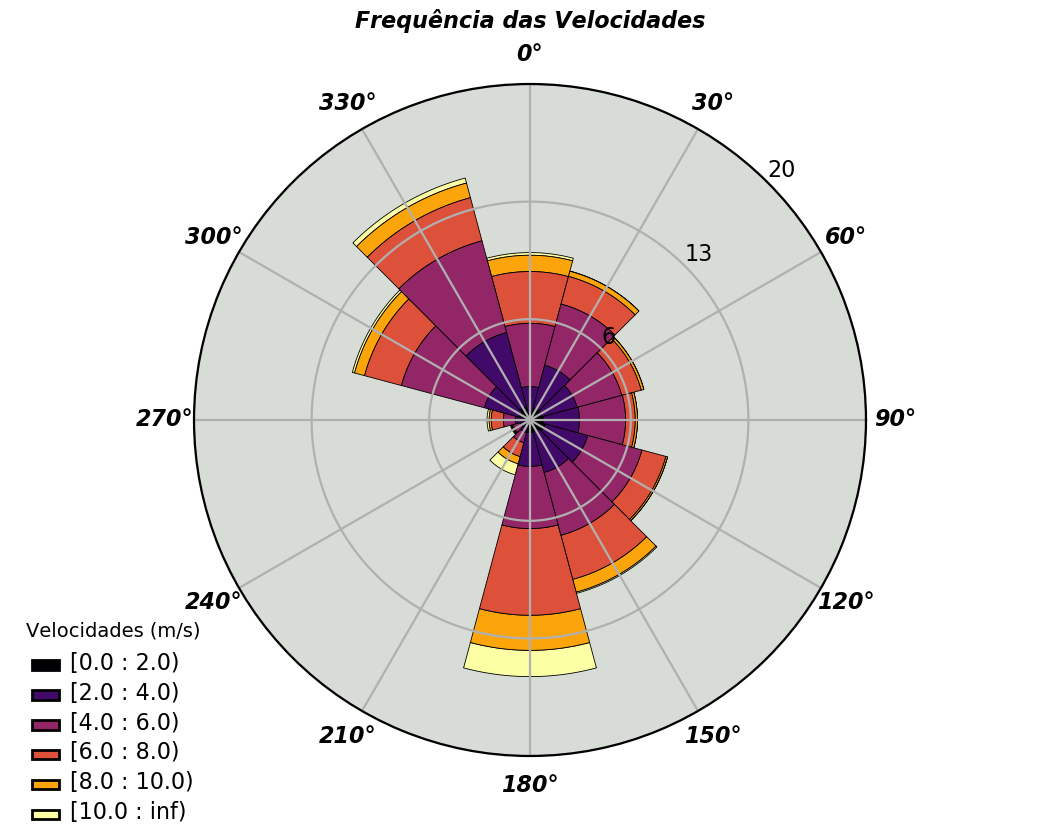 Frequência das Velocidades
0°
330°
30°
20
300°
60°
13
6
270°
90°
240°
120°
210°
150°
180°
Velocidades (m/s)
[0.0 : 2.0)
[2.0 : 4.0)
[4.0 : 6.0)
[6.0 : 8.0)
[8.0 : 10.0)
[10.0 : inf)